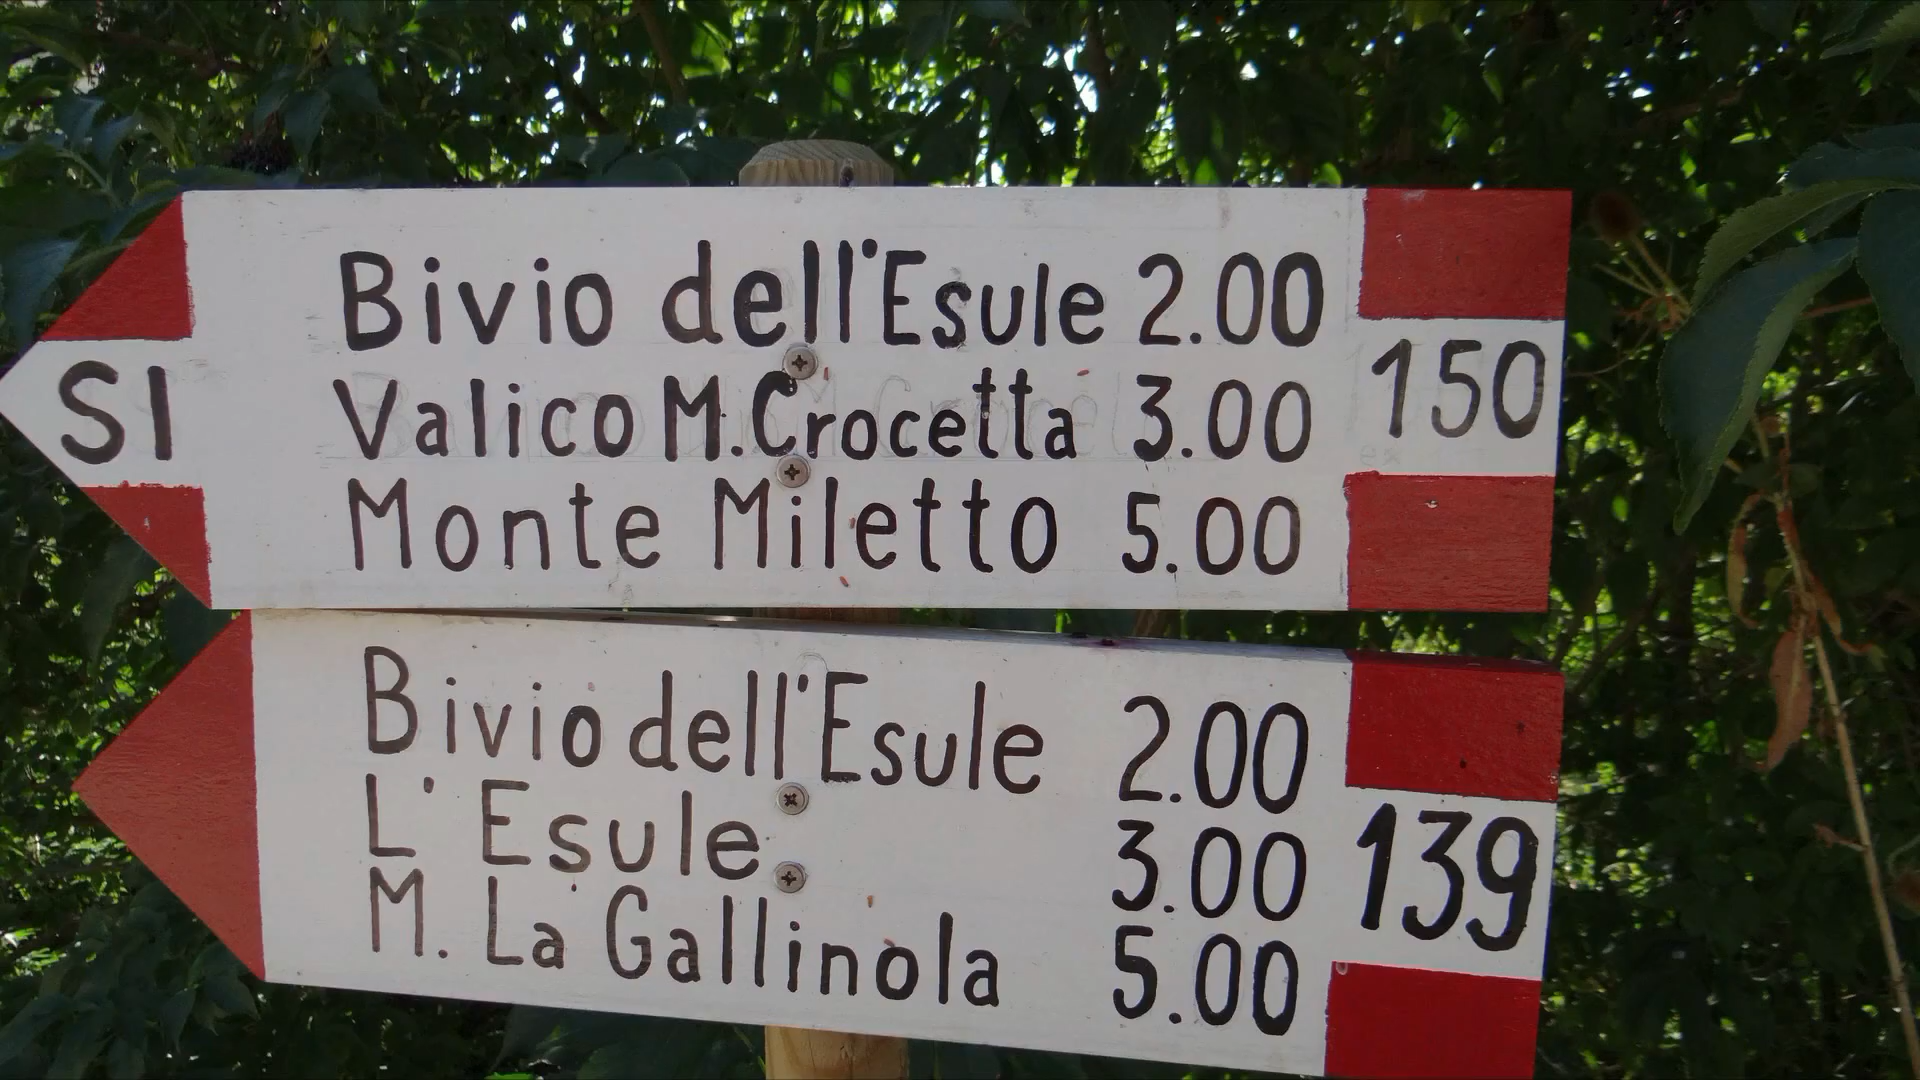 Bivio dell'Esule 2.00
SI Valico M. Crocetta 3.00 150
Monte Miletto 5.00
Bivio dell'Esule 2.00
L'Esule 3.00 139
M. La Gallinola 5.00